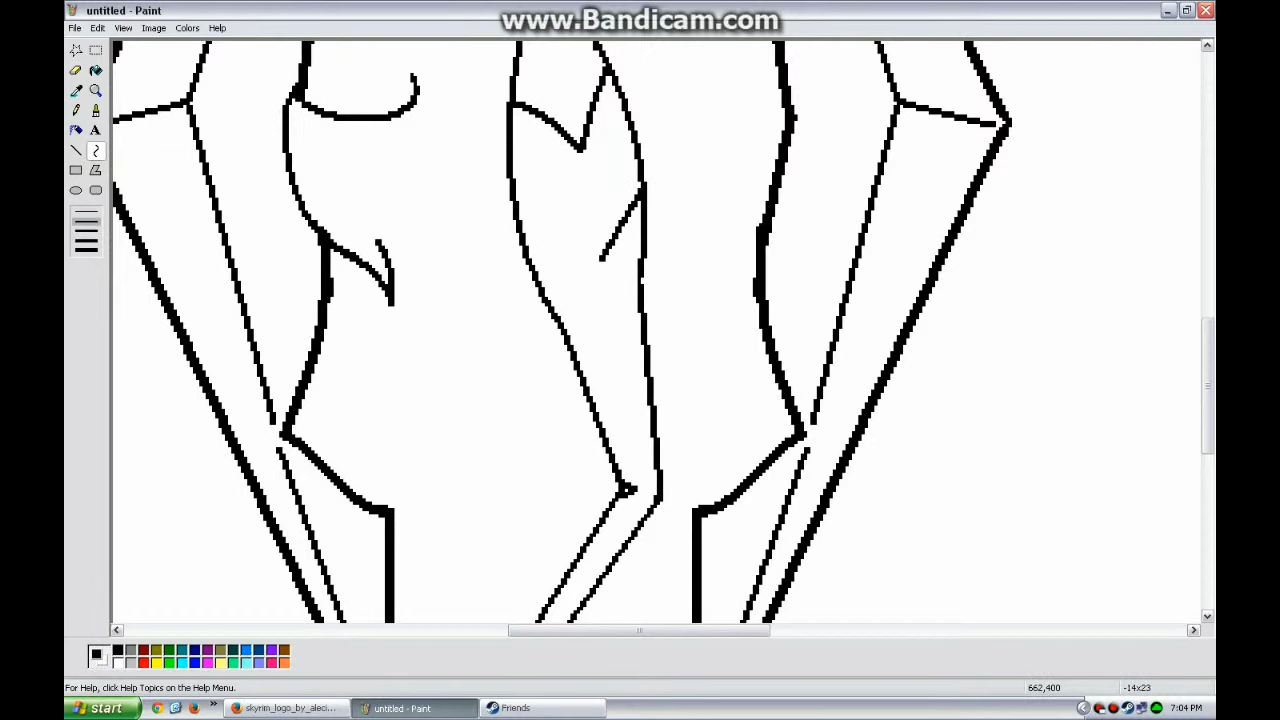 untitled - Paint
www.Bandicam.com
File Edit View Image Colors Help
A
For Help, click Help Topics on the Help Menu.
662,400
-14x23
start
skyrim_logo_by_aleci...
untitled - Paint
Friends
7:04 PM